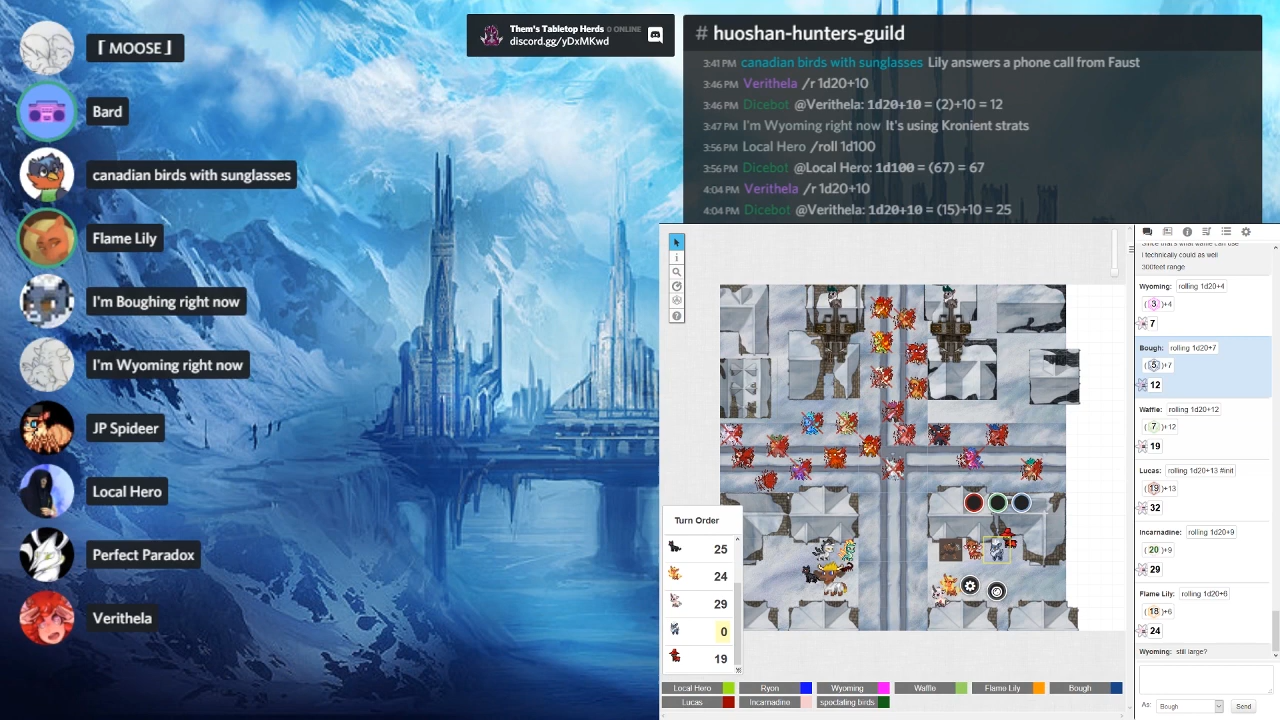 「 MOOSE 」
Bard
canadian birds with sunglasses
Flame Lily
I'm Boughing right now
I'm Wyoming right now
JP Spideer
Local Hero
Perfect Paradox
Verithela
Them's Tabletop Herds 0 ONLINE
discord.gg/yDxMKwd
# huoshan-hunters-guild
3:41 PM canadian birds with sunglasses Lily answers a phone call from Faust
3:46 PM Verithela /r 1d20+10
3:46 PM Dicebot @Verithela: 1d20+10 = (2)+10 = 12
3:47 PM I'm Wyoming right now It's using Kronient strats
3:56 PM Local Hero /roll 1d100
3:56 PM Dicebot @Local Hero: 1d100 = (67) = 67
4:04 PM Verithela /r 1d20+10
4:04 PM Dicebot @Verithela: 1d20+10 = (15)+10 = 25
Turn Order
25
24
29
0
19
Local Hero
Ryon
Wyoming
Waffle
Flame Lily
Bough
Lucas
Incarnadine
spectating birds
i technically could as well
300feet range
Wyoming: rolling 1d20+4
(3)+4
7
Bough: rolling 1d20+7
(5)+7
12
Waffle: rolling 1d20+12
(7)+12
19
Lucas: rolling 1d20+13 #init
(19)+13
32
Incarnadine: rolling 1d20+9
(20)+9
29
Flame Lily: rolling 1d20+6
(18)+6
24
Wyoming: still large?
As: Bough Send